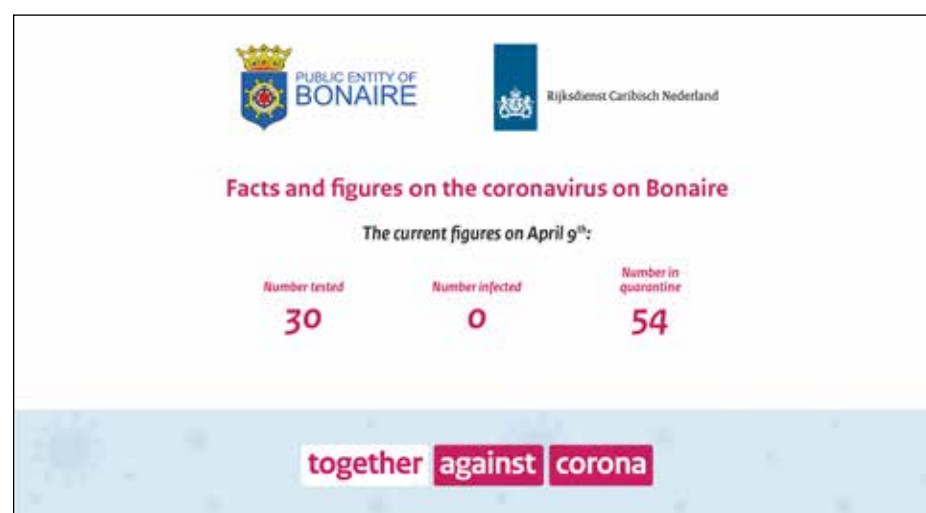 PUBLIC ENTITY OF
BONAIRE
Rijksdienst Caribisch Nederland
Facts and figures on the coronavirus on Bonaire
The current figures on April 9th:
Number tested
30
Number infected
0
Number in
quarantine
54
together against corona